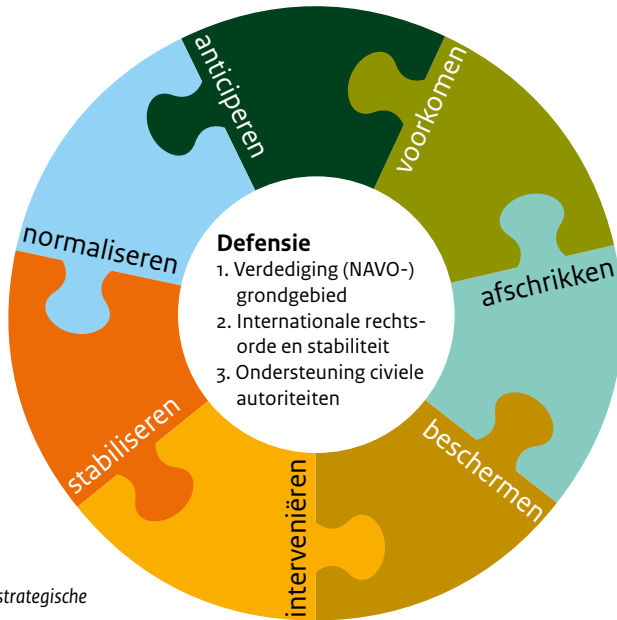 anticiperen
voorkomen
afschrikken
beschermen
interveniëren
stabiliseren
normaliseren
Defensie
1. Verdediging (NAVO-)
grondgebied
2. Internationale rechts-
orde en stabiliteit
3. Ondersteuning civiele
autoriteiten
strategische